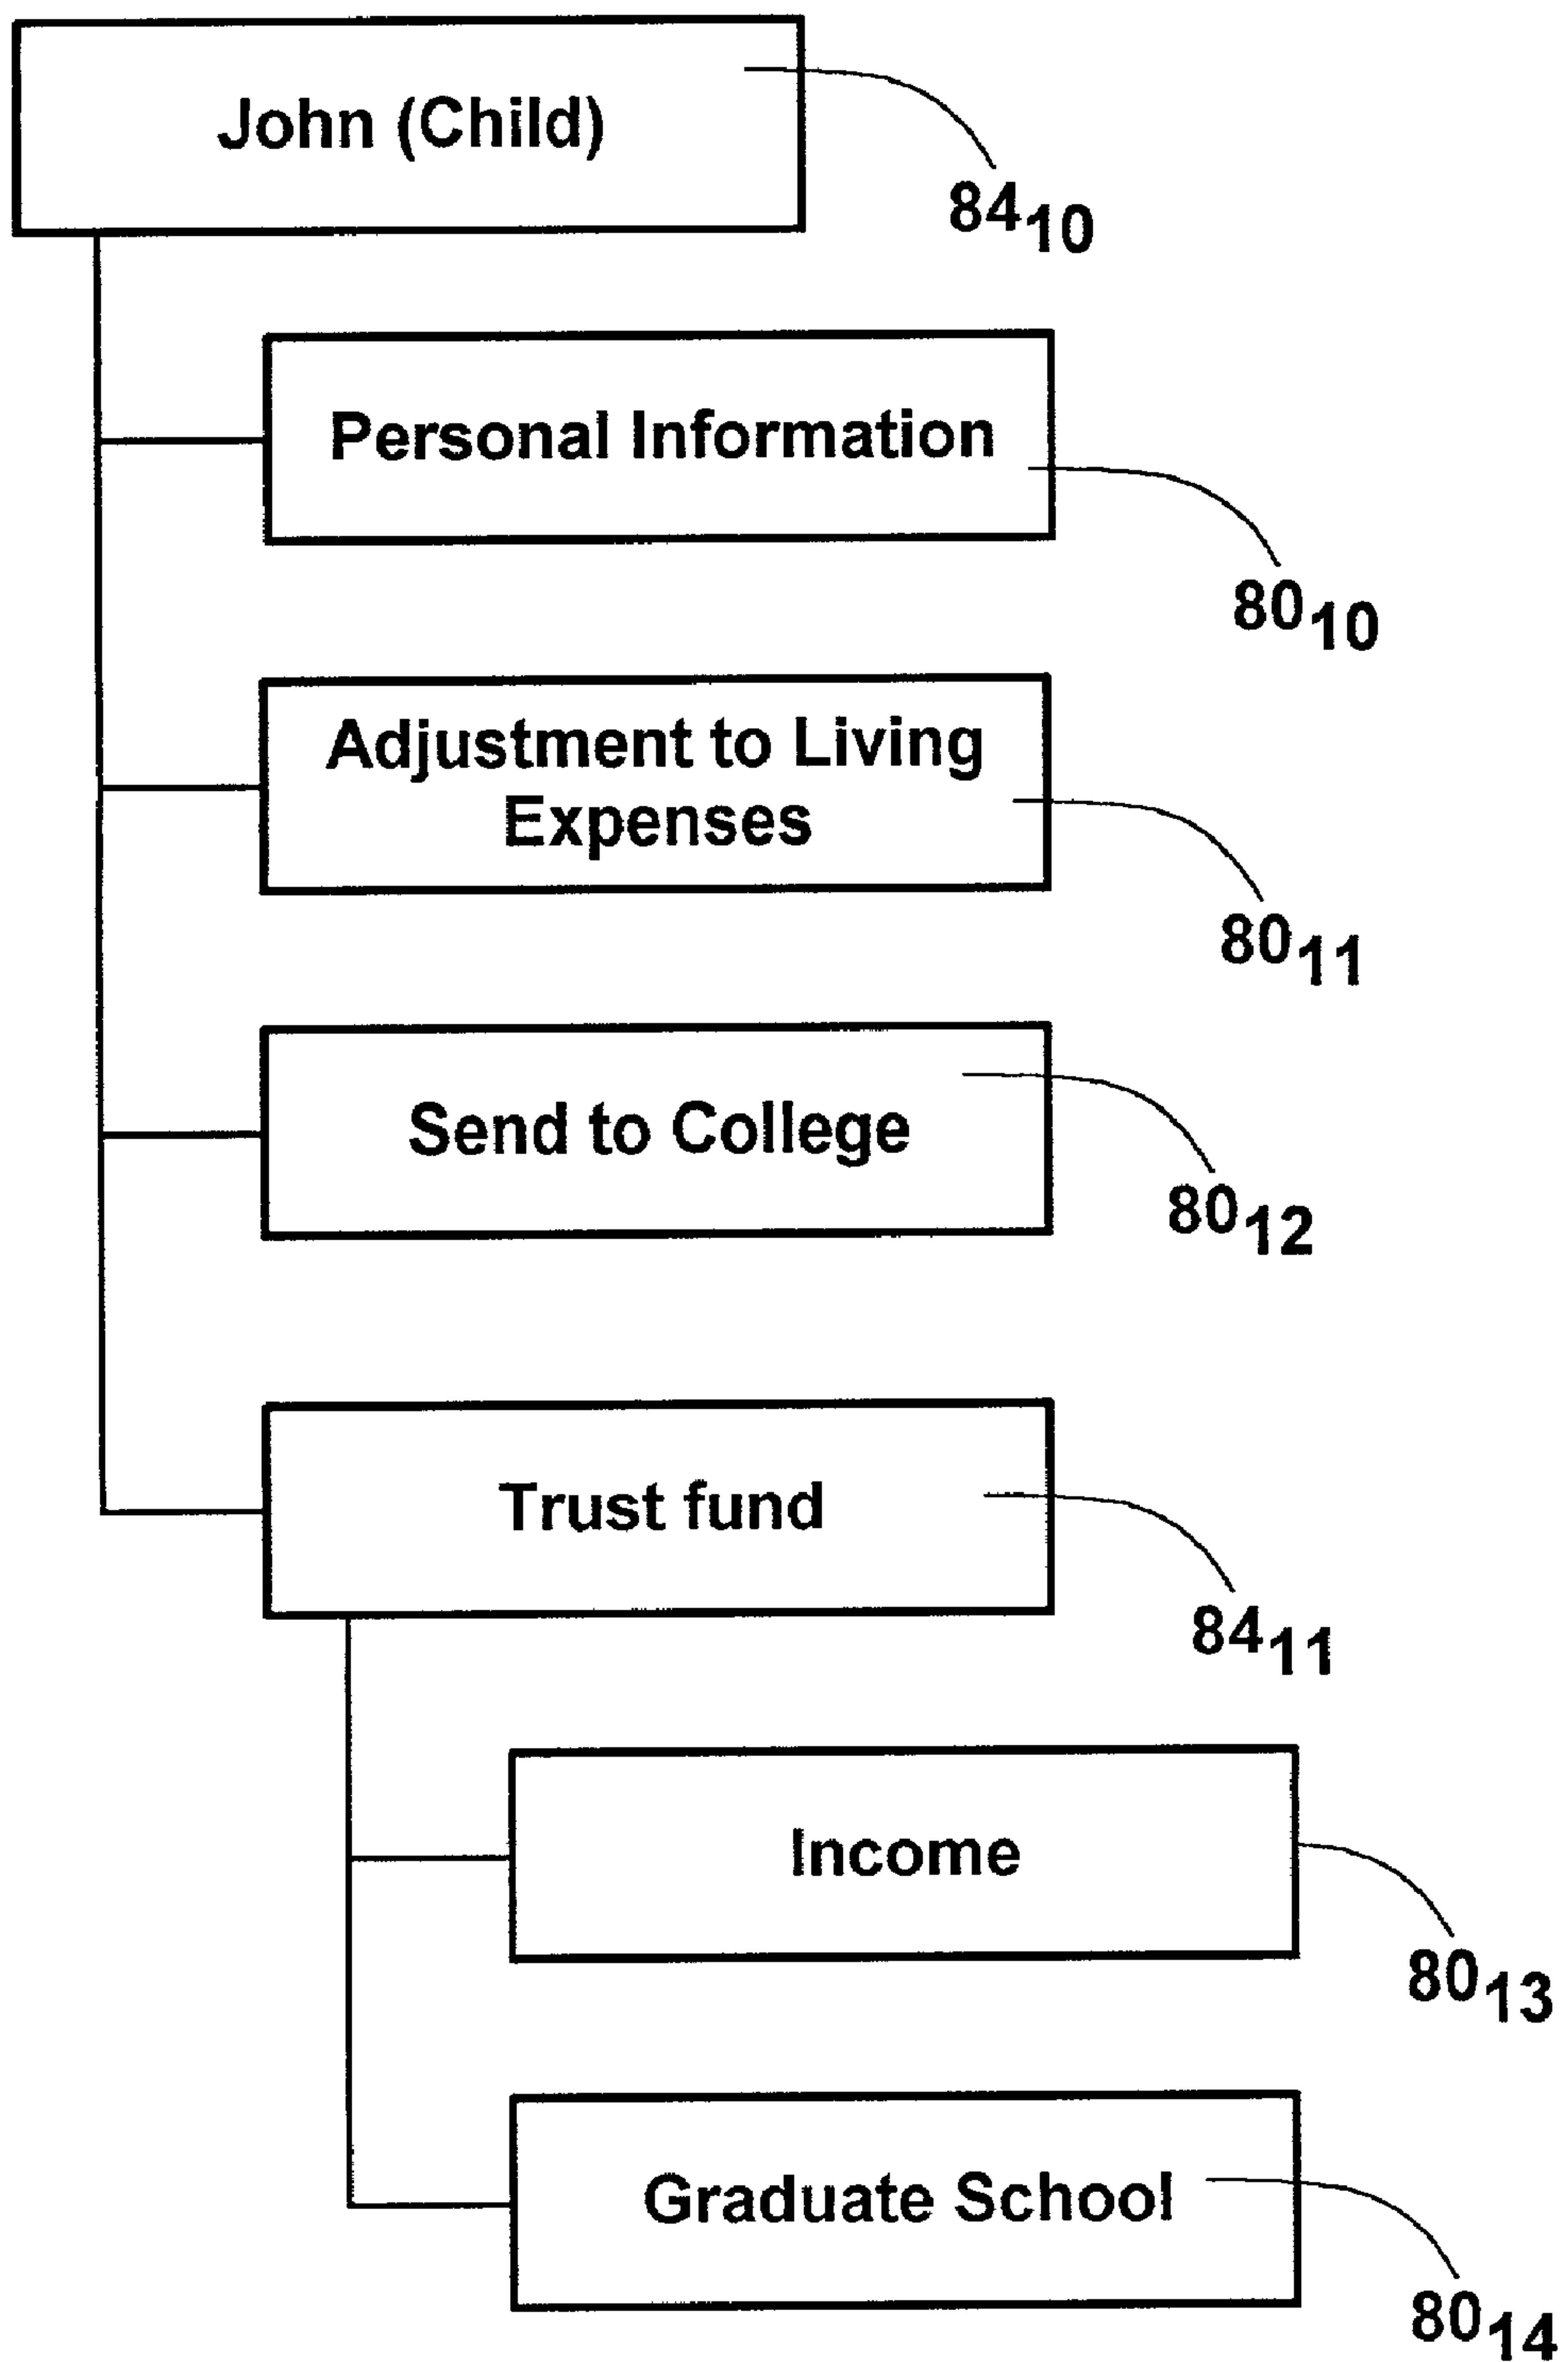 John (Child)
84₁₀
Personal Information
80₁₀
Adjustment to Living
Expenses
80₁₁
Send to College
80₁₂
Trust fund
84₁₁
Income
80₁₃
Graduate School
80₁₄